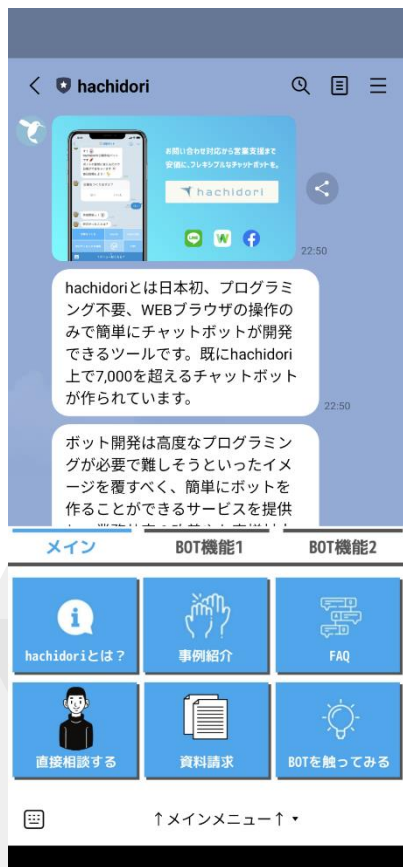 hachidori
お問い合わせ対応から営業支援まで
安価に、フレキシブルなチャットボットを。
hachidori
LINE
W
f
22:50
hachidoriとは日本初、プログラミ
ング不要、WEBブラウザの操作の
みで簡単にチャットボットが開発
できるツールです。既にhachidori
上で7,000を超えるチャットボット
が作られています。
22:50
ボット開発は高度なプログラミン
グが必要で難しそうといったイメ
ージを覆すべく、簡単にボットを
作ることができるサービスを提供
メイン
BOT機能1
BOT機能2
hachidoriとは?
事例紹介
FAQ
直接相談する
資料請求
BOTを触ってみる
↑メインメニュー↑